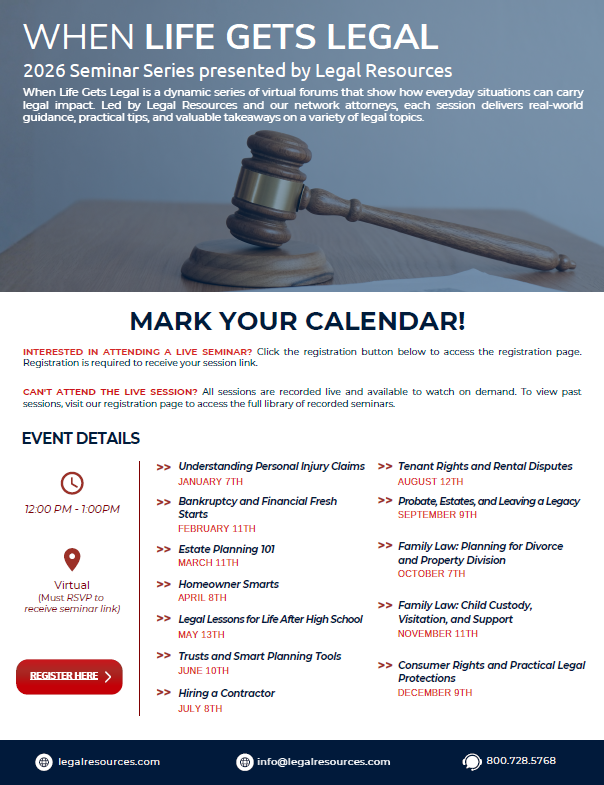 WHEN LIFE GETS LEGAL
2026 Seminar Series presented by Legal Resources
When Life Gets Legal is a dynamic series of virtual forums that show how everyday situations can carry
legal impact. Led by Legal Resources and our network attorneys, each session delivers real-world
guidance, practical tips, and valuable takeaways on a variety of legal topics.
MARK YOUR CALENDAR!
INTERESTED IN ATTENDING A LIVE SEMINAR? Click the registration button below to access the registration page.
Registration is required to receive your session link.
CAN'T ATTEND THE LIVE SESSION? All sessions are recorded live and available to watch on demand. To view past
sessions, visit our registration page to access the full library of recorded seminars.
EVENT DETAILS
12:00 PM - 1:00PM
Virtual
(Must RSVP to
receive seminar link)
REGISTER HERE
>> Understanding Personal Injury Claims
JANUARY 7TH
>> Bankruptcy and Financial Fresh
Starts
FEBRUARY 11TH
>> Estate Planning 101
MARCH 11TH
>> Homeowner Smarts
APRIL 8TH
>> Legal Lessons for Life After High School
MAY 13TH
>> Trusts and Smart Planning Tools
JUNE 10TH
>> Hiring a Contractor
JULY 8TH
>> Tenant Rights and Rental Disputes
AUGUST 12TH
>> Probate, Estates, and Leaving a Legacy
SEPTEMBER 9TH
>> Family Law: Planning for Divorce
and Property Division
OCTOBER 7TH
>> Family Law: Child Custody,
Visitation, and Support
NOVEMBER 11TH
>> Consumer Rights and Practical Legal
Protections
DECEMBER 9TH
legalresources.com
info@legalresources.com
800.728.5768